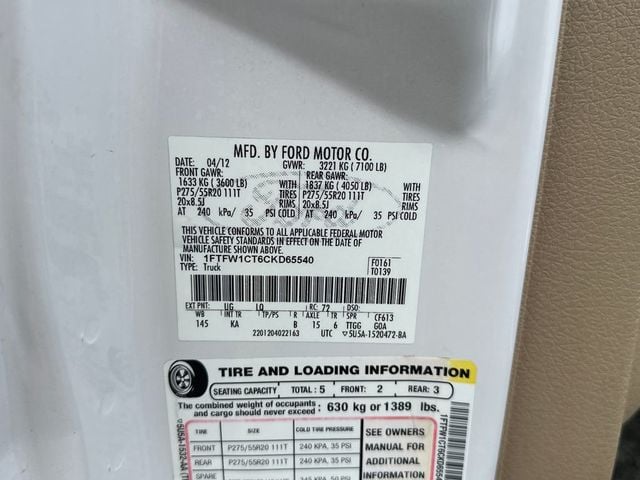 MFD. BY FORD MOTOR CO.
DATE: 04/12 GVWR: 3221 KG ( 7100 LB)
FRONT GAWR: REAR GAWR:
1633 KG ( 3600 LB) WITH 1837 KG ( 4050 LB) WITH
P275/55R20 111T TIRES P275/55R20 111T TIRES
20x8.5J RIMS 20x8.5J RIMS
AT 240 kPa/ 35 PSI COLD AT 240 kPa/ 35 PSI COLD
THIS VEHICLE CONFORMS TO ALL APPLICABLE FEDERAL MOTOR
VEHICLE SAFETY STANDARDS IN EFFECT ON THE DATE OF
MANUFACTURE SHOWN ABOVE.
VIN: 1FTFW1CT6CKD65540 F0161
TYPE: Truck T0139
EXT PNT: UG LQ RC: 72 DSO:
WB INT TR TP/PS R AXLE TR SPR CF613
145 KA B 15 6 TTGG GOA
2201204022163 UTC 5U5A-1520472-BA
Ford
TIRE AND LOADING INFORMATION
SEATING CAPACITY TOTAL: 5 FRONT: 2 REAR: 3
The combined weight of occupants
and cargo should never exceed: 630 kg or 1389 lbs.
TIRE SIZE COLD TIRE PRESSURE SEE OWNERS
FRONT P275/55R20 111T 240 KPA, 35 PSI MANUAL FOR
REAR P275/55R20 111T 240 KPA, 35 PSI ADDITIONAL
SPARE INFORMATION